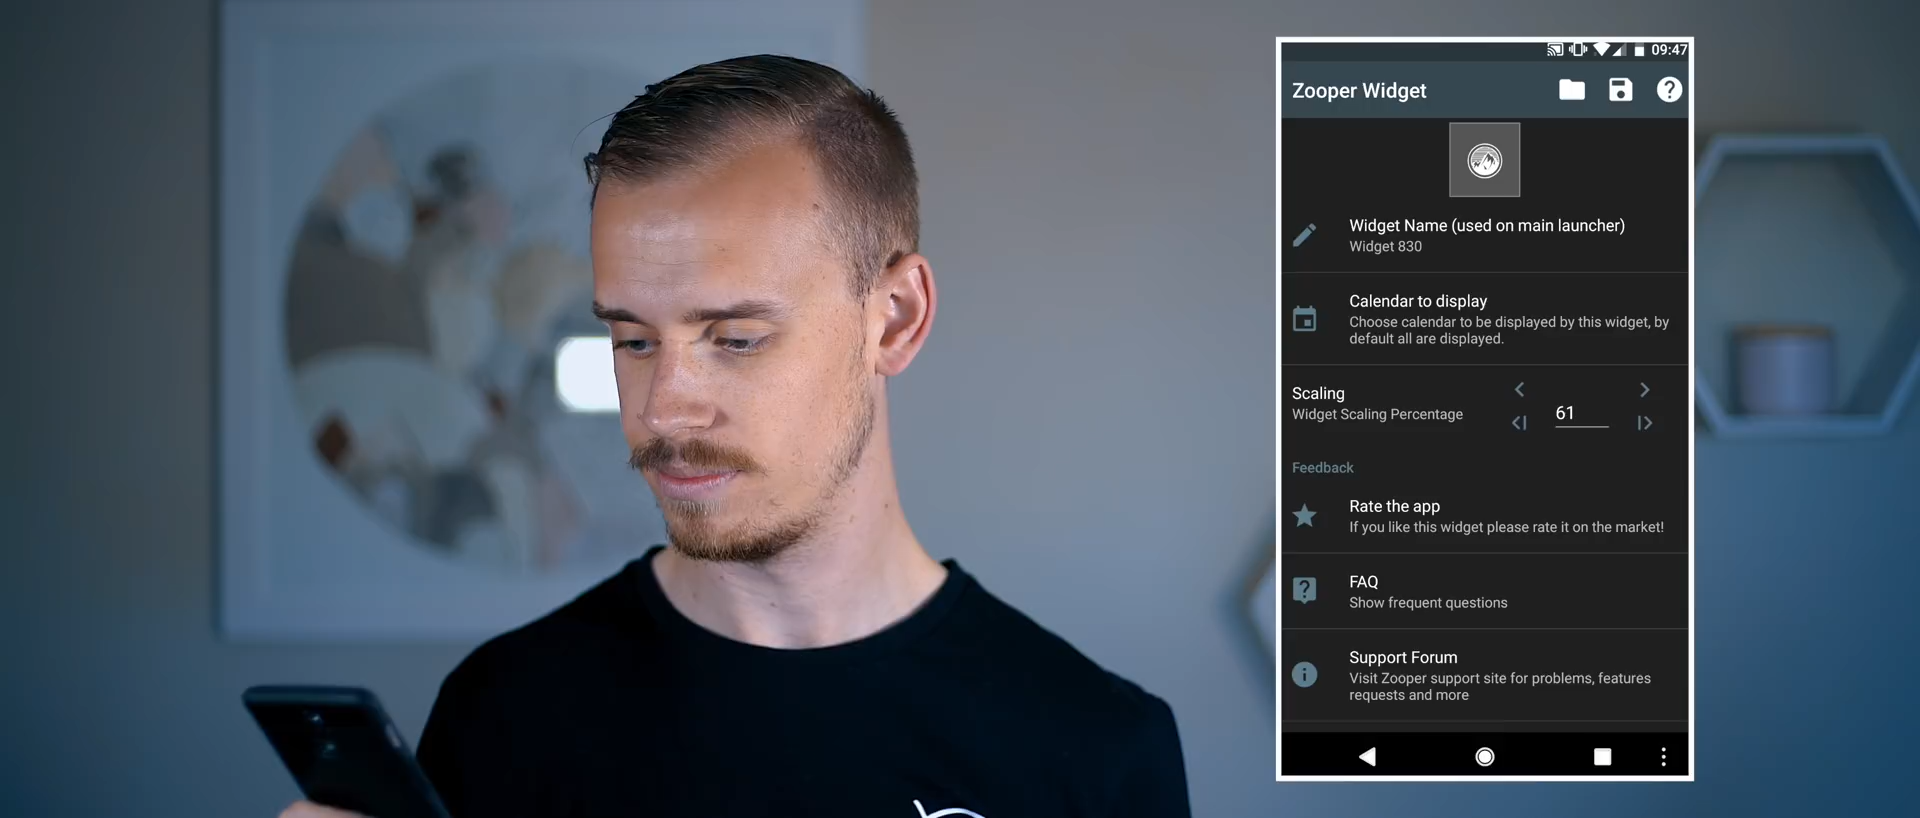 09:47
Zooper Widget
Widget Name (used on main launcher)
Widget 830
Calendar to display
Choose calendar to be displayed by this widget, by
default all are displayed.
Scaling
Widget Scaling Percentage
61
Feedback
Rate the app
If you like this widget please rate it on the market!
FAQ
Show frequent questions
Support Forum
Visit Zooper support site for problems, features
requests and more